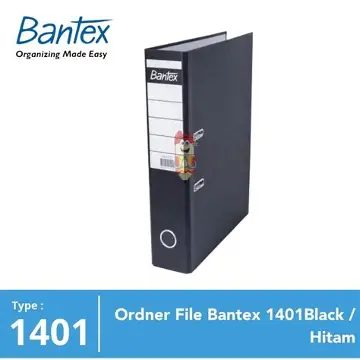 Bantex
Organizing Made Easy
Bantex
Type :
1401
Ordner File Bantex 1401Black /
Hitam